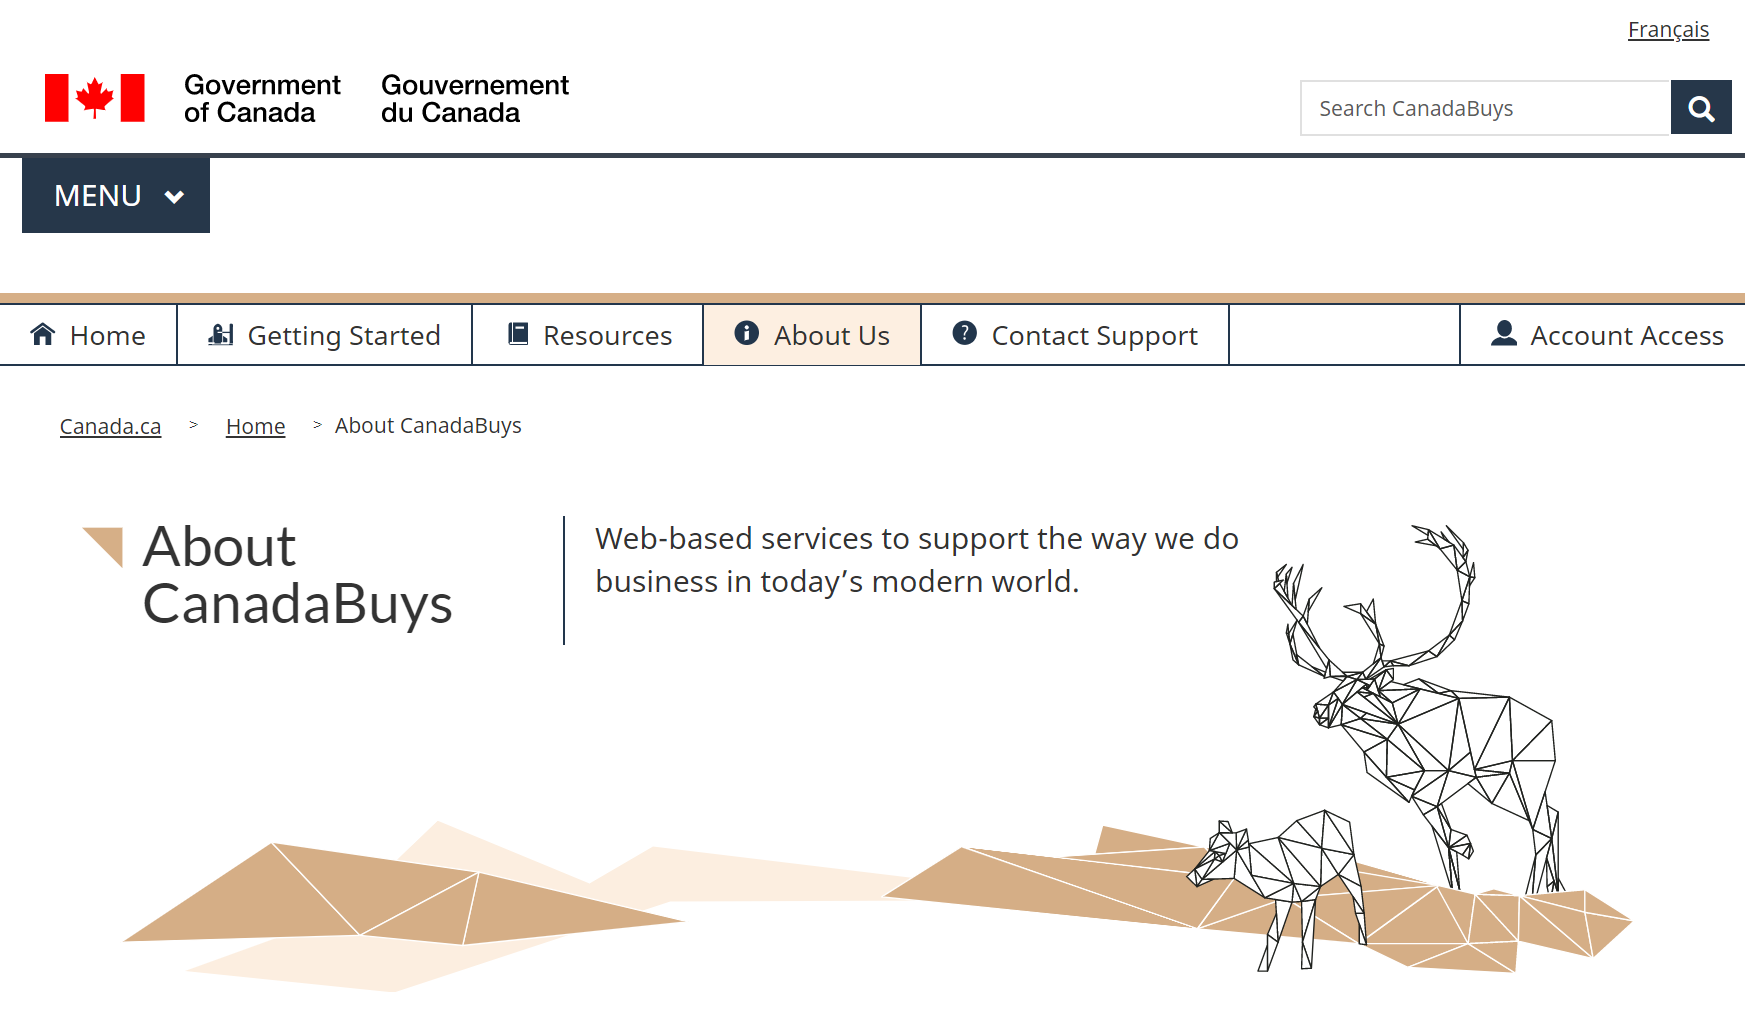 Français
Government of Canada
Gouvernement du Canada
Search CanadaBuys
MENU
Home
Getting Started
Resources
About Us
Contact Support
Account Access
Canada.ca > Home > About CanadaBuys
About
CanadaBuys
Web-based services to support the way we do
business in today’s modern world.